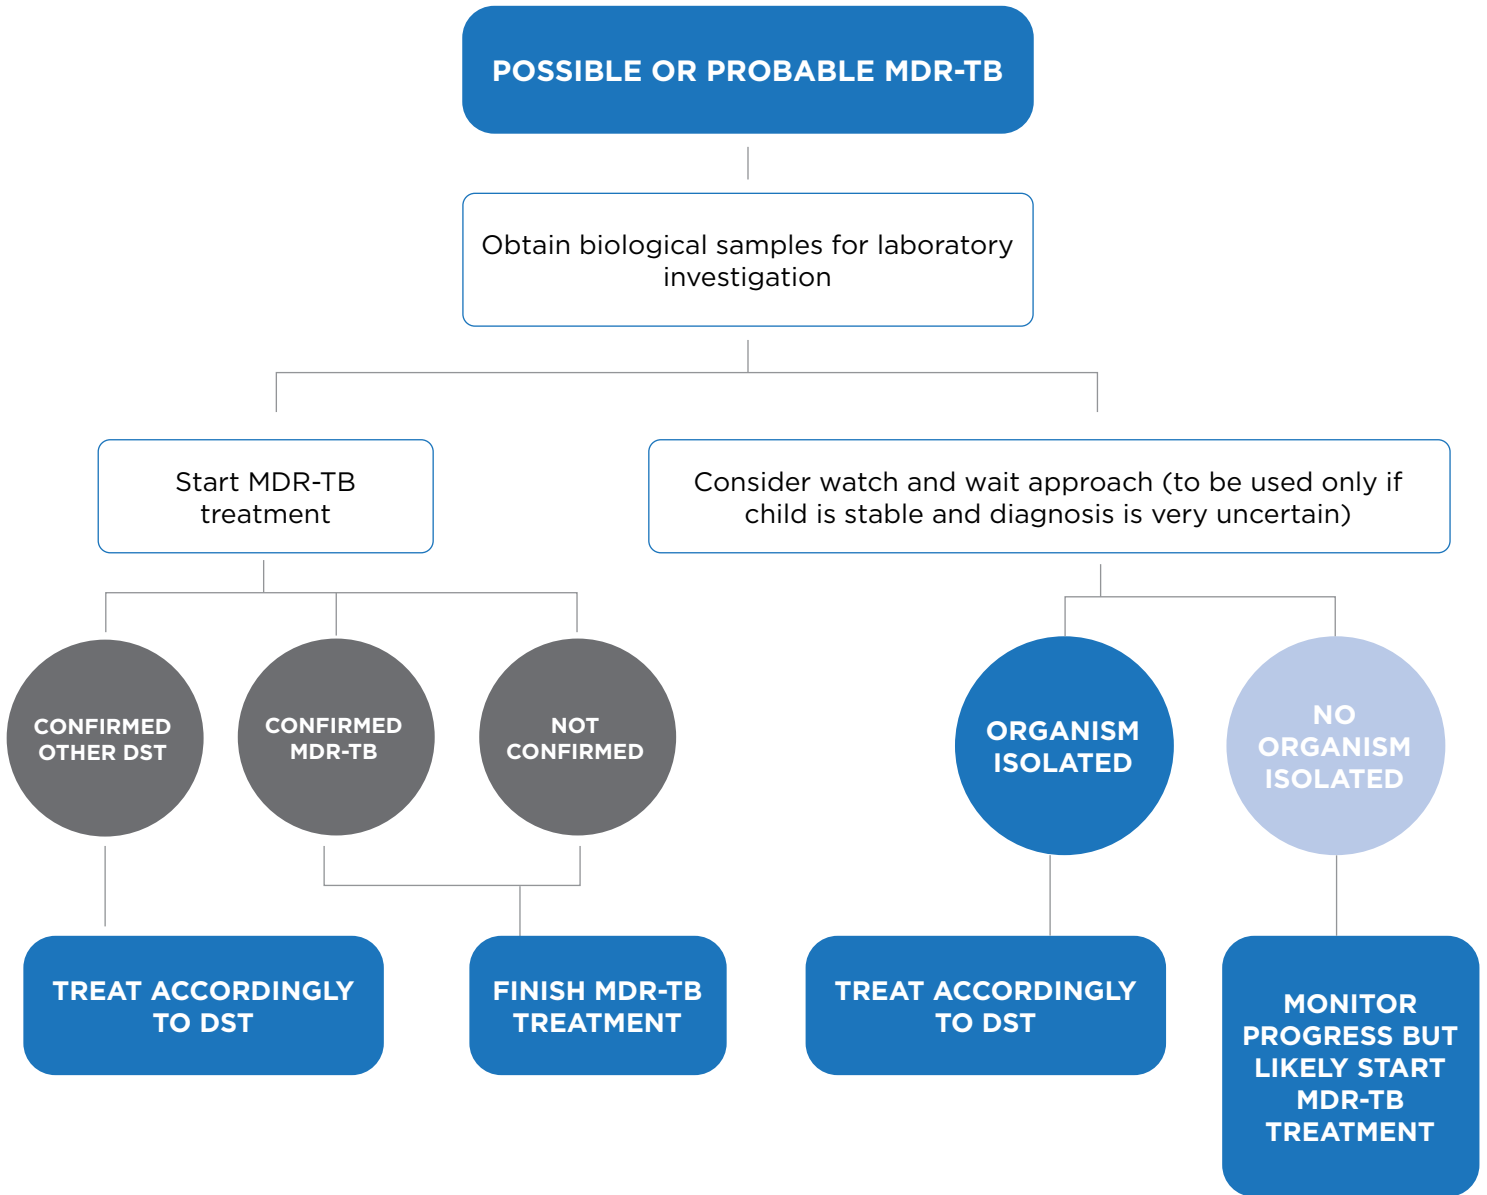 POSSIBLE OR PROBABLE MDR-TB
Obtain biological samples for laboratory
investigation
Start MDR-TB
treatment
Consider watch and wait approach (to be used only if
child is stable and diagnosis is very uncertain)
CONFIRMED
OTHER DST
CONFIRMED
MDR-TB
NOT
CONFIRMED
ORGANISM
ISOLATED
NO
ORGANISM
ISOLATED
TREAT ACCORDINGLY
TO DST
FINISH MDR-TB
TREATMENT
TREAT ACCORDINGLY
TO DST
MONITOR
PROGRESS BUT
LIKELY START
MDR-TB
TREATMENT